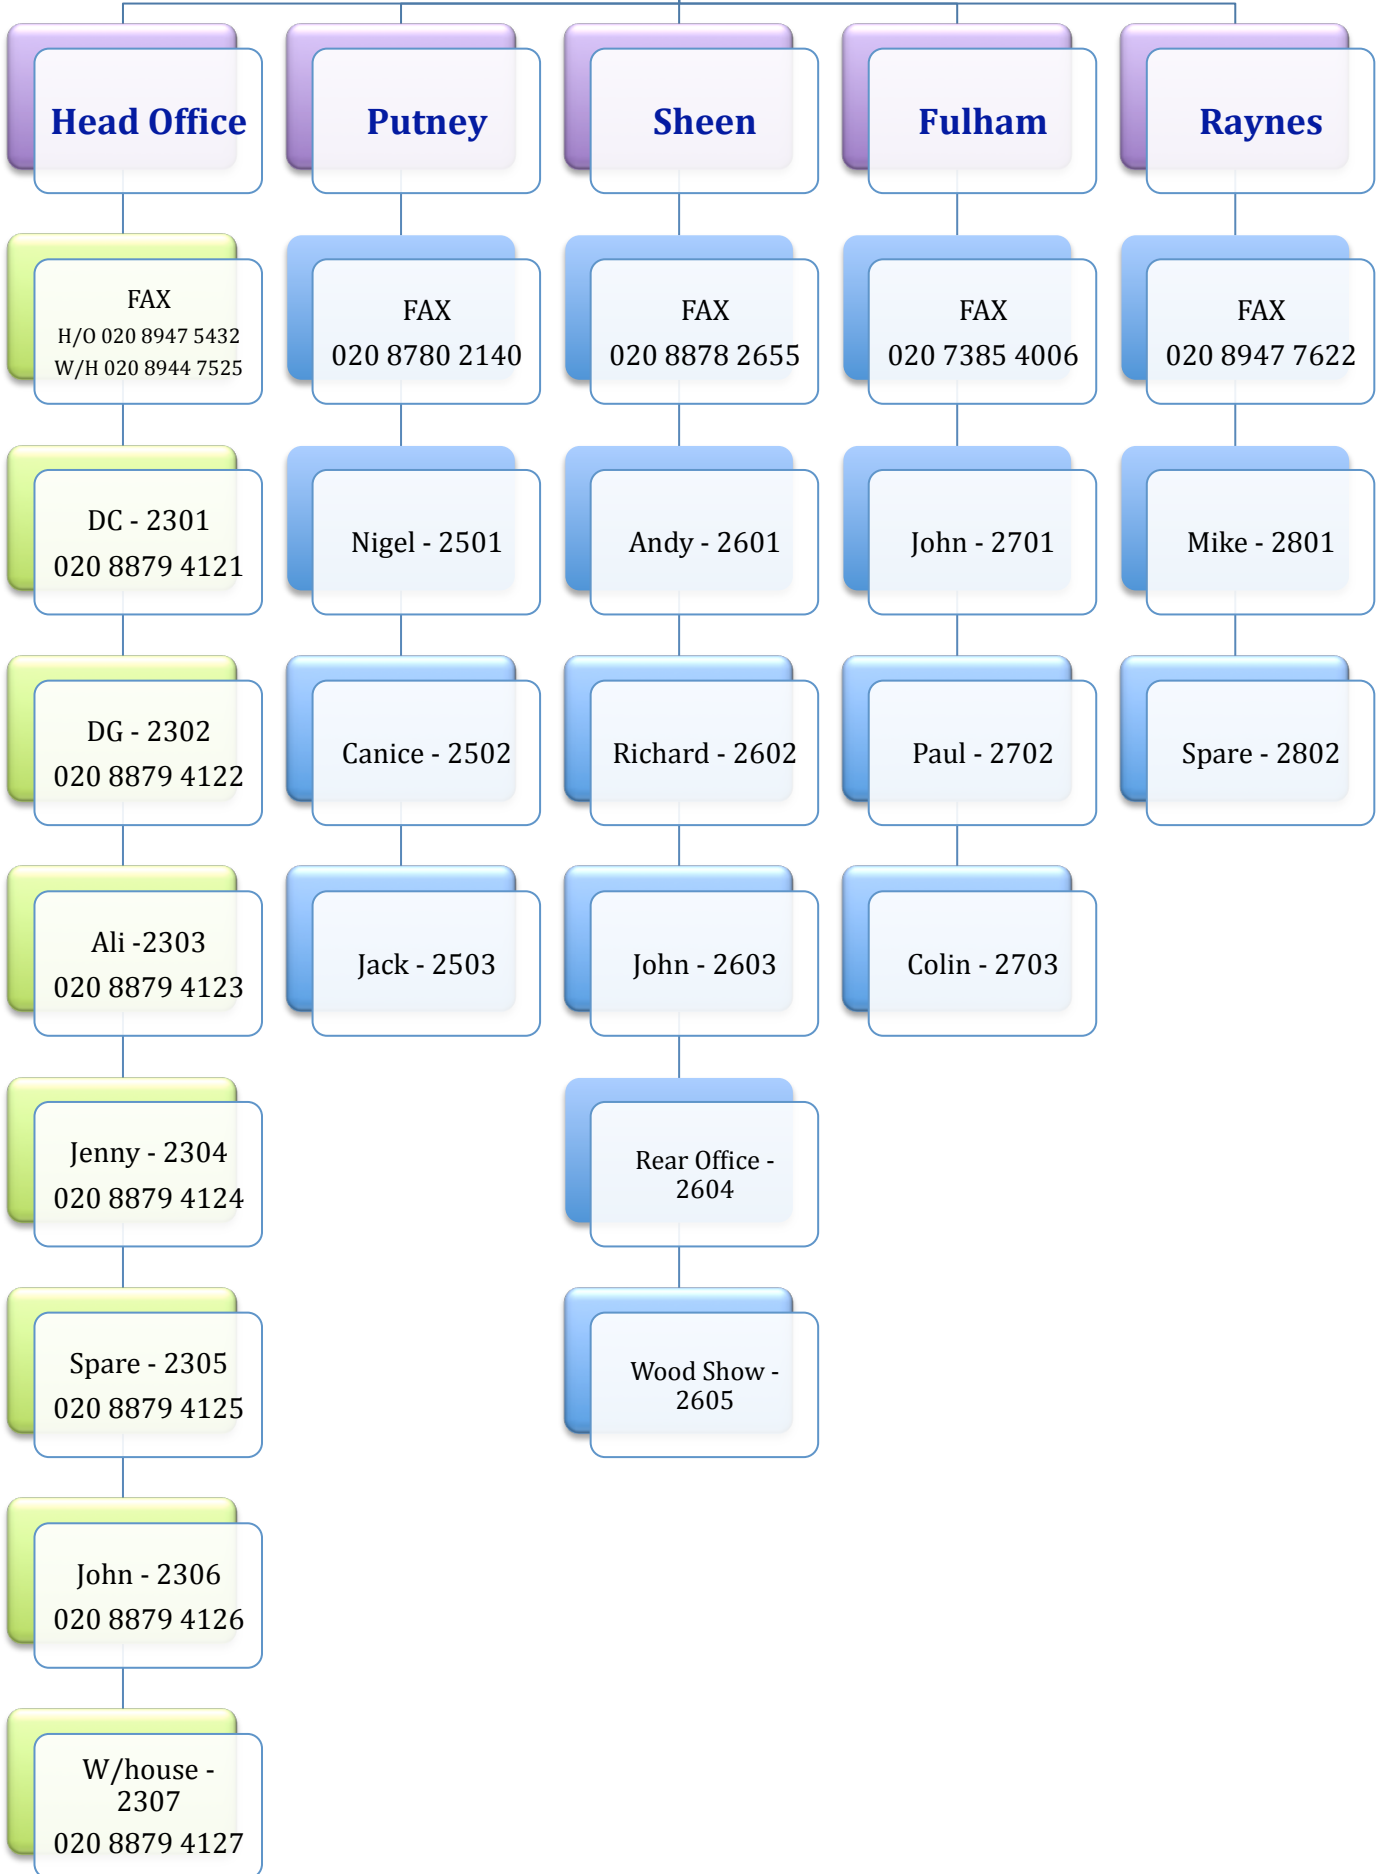 Head Office
FAX
H/O 020 8947 5432
W/H 020 8944 7525
DC - 2301
020 8879 4121
DG - 2302
020 8879 4122
Ali -2303
020 8879 4123
Jenny - 2304
020 8879 4124
Spare - 2305
020 8879 4125
John - 2306
020 8879 4126
W/house -
2307
020 8879 4127
Putney
FAX
020 8780 2140
Nigel - 2501
Canice - 2502
Jack - 2503
Sheen
FAX
020 8878 2655
Andy - 2601
Richard - 2602
John - 2603
Rear Office -
2604
Wood Show -
2605
Fulham
FAX
020 7385 4006
John - 2701
Paul - 2702
Colin - 2703
Raynes
FAX
020 8947 7622
Mike - 2801
Spare - 2802